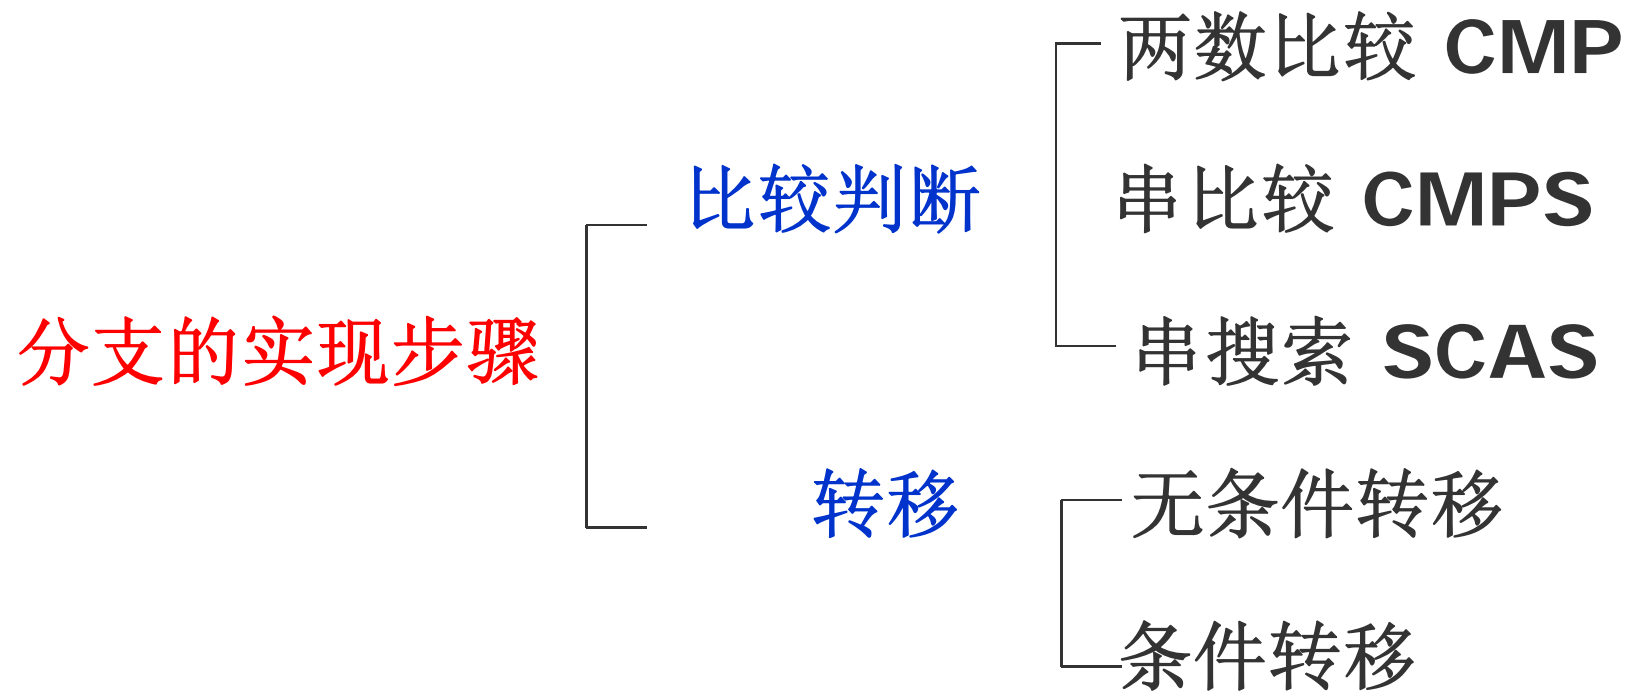 两数比较 CMP
比较判断
串比较 CMPS
分支的实现步骤
串搜索 SCAS
转移
无条件转移
条件转移